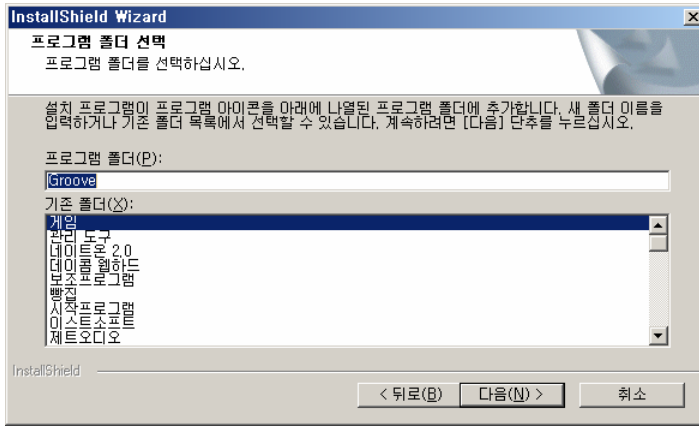 InstallShield Wizard
프로그램 폴더 선택
프로그램 폴더를 선택하십시오.
설치 프로그램이 프로그램 아이콘을 아래에 나열된 프로그램 폴더에 추가합니다. 새 폴더 이름을
입력하거나 기존 폴더 목록에서 선택할 수 있습니다. 계속하려면 [다음] 단추를 누르십시오.
프로그램 폴더(P):
Groove
기존 폴더(X):
게임
관리 도구
네이트온 2.0
데이콤 웹하드
보조프로그램
빵집
시작프로그램
이스트소프트
제트오디오
InstallShield
< 뒤로(B) 다음(N) > 취소